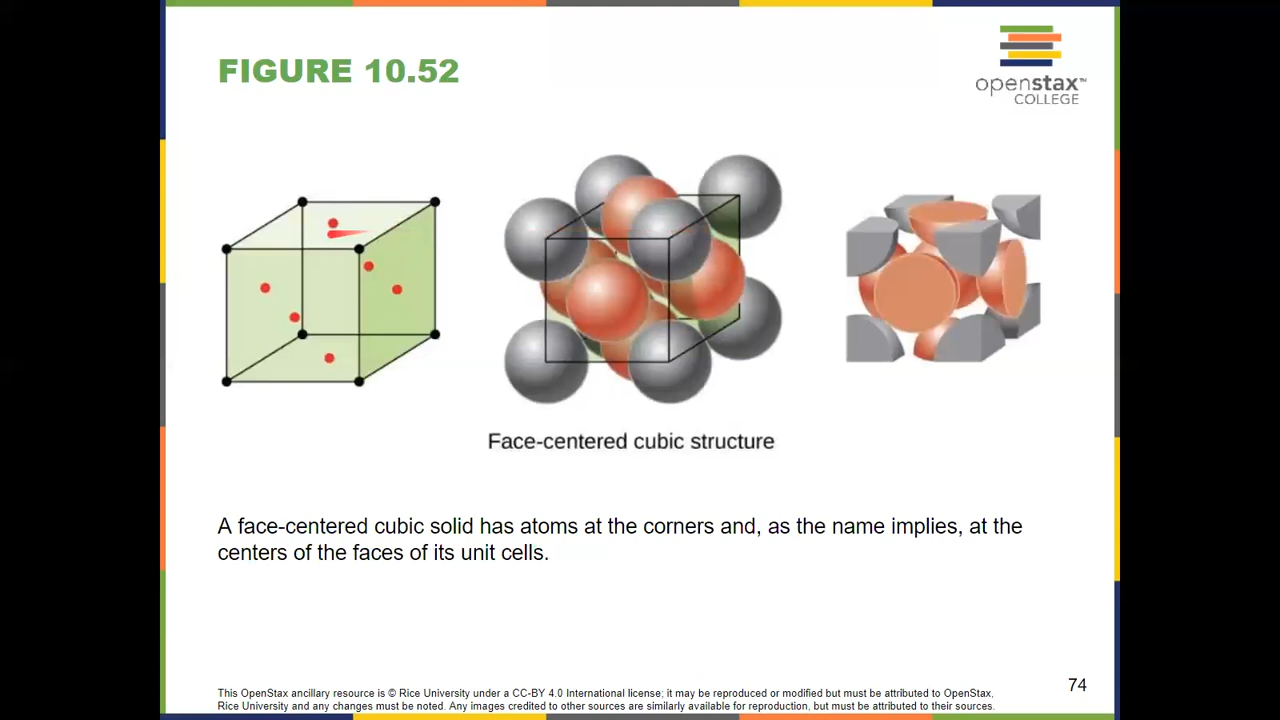 FIGURE 10.52
openstax™
COLLEGE
Face-centered cubic structure
A face-centered cubic solid has atoms at the corners and, as the name implies, at the
centers of the faces of its unit cells.
74
This OpenStax ancillary resource is © Rice University under a CC-BY 4.0 International license; it may be reproduced or modified but must be attributed to OpenStax,
Rice University and any changes must be noted. Any images credited to other sources are similarly available for reproduction, but must be attributed to their sources.